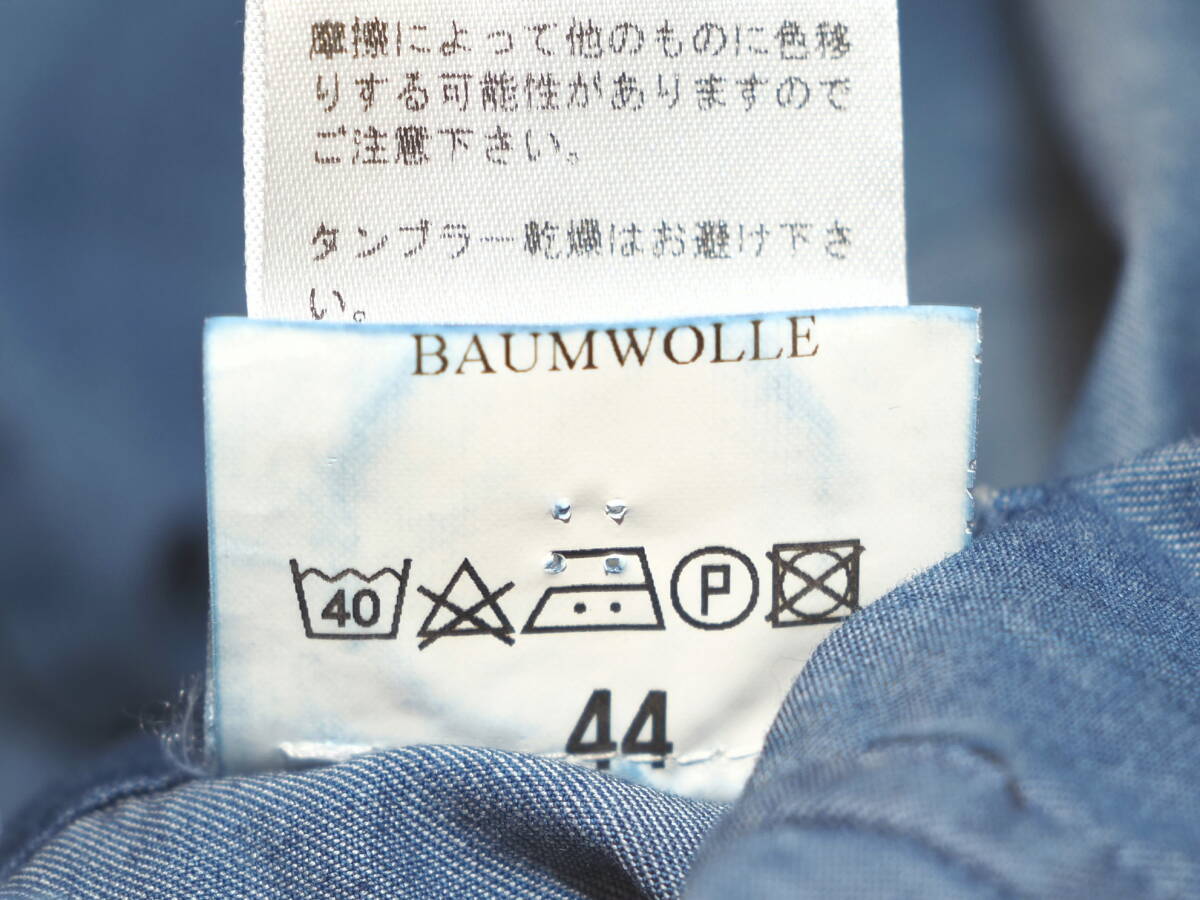 摩擦によって他のものに色移
りする可能性がありますので
ご注意下さい。
タンブラー乾燥はお避け下さ
い。
BAUMWOLLE
40 P
44